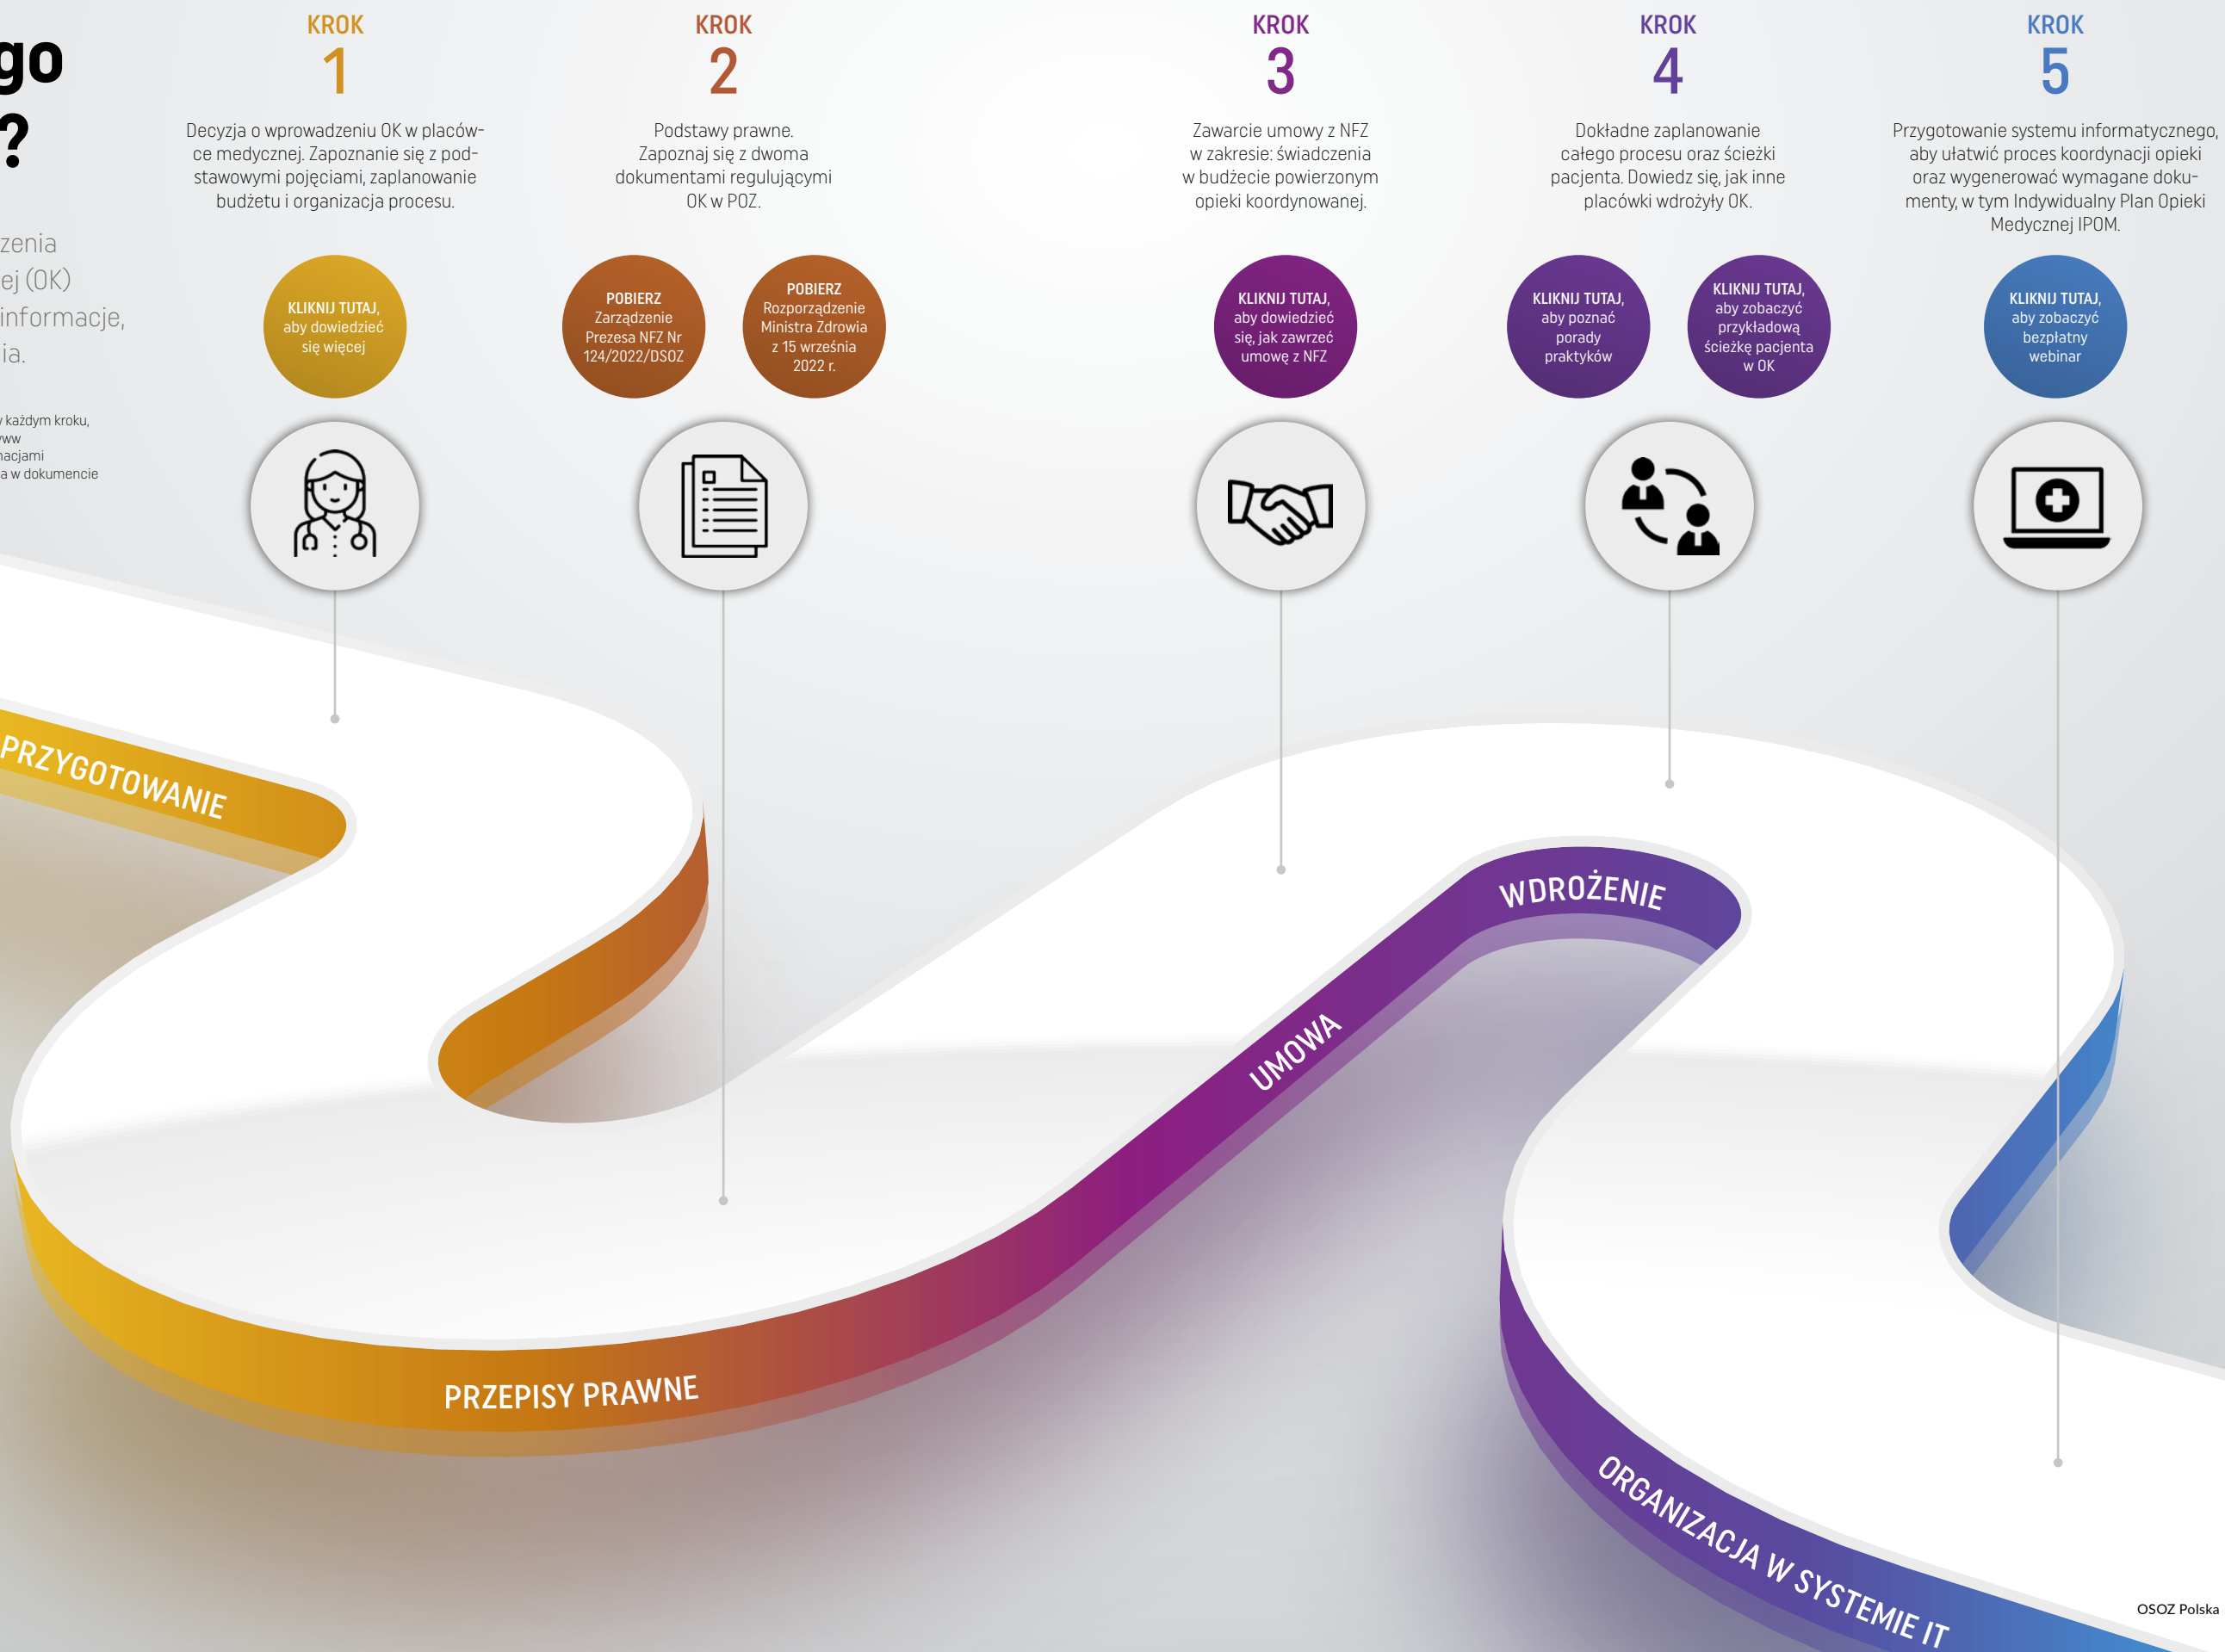 go
?
zenia
ej (OK)
informacje,
ia.
każdym kroku,
macjami
a w dokumencie
KROK
1
Decyzja o wprowadzeniu OK w placów-
ce medycznej. Zapoznanie się z pod-
stawowymi pojęciami, zaplanowanie
budżetu i organizacja procesu.
KLIKNIJ TUTAJ,
aby dowiedzieć
się więcej
KROK
2
Podstawy prawne.
Zapoznaj się z dwoma
dokumentami regulującymi
OK w POZ.
POBIERZ
Zarządzenie
Prezesa NFZ Nr
124/2022/DSOZ
POBIERZ
Rozporządzenie
Ministra Zdrowia
z 15 września
2022 r.
KROK
3
Zawarcie umowy z NFZ
w zakresie: świadczenia
w budżecie powierzonym
opieki koordynowanej.
KLIKNIJ TUTAJ,
aby dowiedzieć
się, jak zawrzeć
umowę z NFZ
KROK
4
Dokładne zaplanowanie
całego procesu oraz ścieżki
pacjenta. Dowiedz się, jak inne
placówki wdrożyły OK.
KLIKNIJ TUTAJ,
aby poznać
porady
praktyków
KLIKNIJ TUTAJ,
aby zobaczyć
przykładową
ścieżkę pacjenta
w OK
KROK
5
Przygotowanie systemu informatycznego,
aby ułatwić proces koordynacji opieki
oraz wygenerować wymagane doku-
menty, w tym Indywidualny Plan Opieki
Medycznej IPOM.
KLIKNIJ TUTAJ,
aby zobaczyć
bezpłatny
webinar
PRZYGOTOWANIE
PRZEPISY PRAWNE
UMOWA
WDROŻENIE
ORGANIZACJA W SYSTEMIE IT
OSOZ Polska